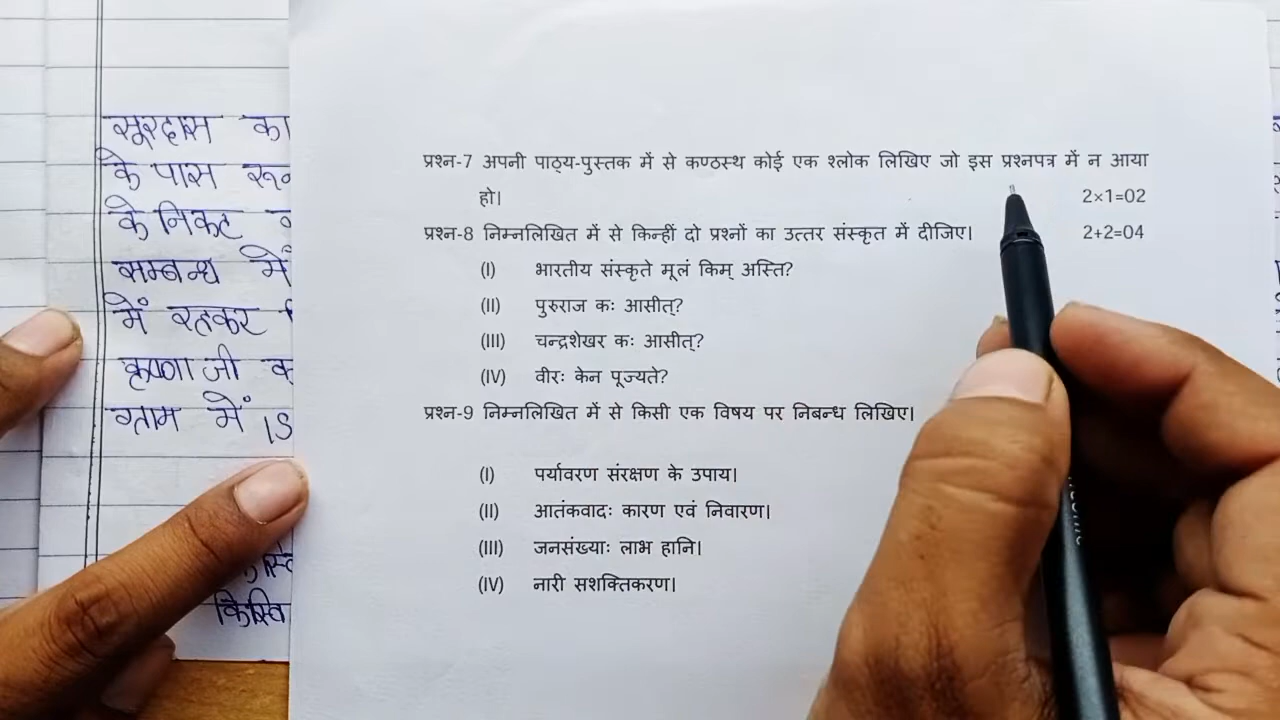 सूरदास का
के पास
के निकट
सम्बन्ध में
में रहकर
कृष्णा जी
ग्राम में
प्रश्न-7 अपनी पाठ्य-पुस्तक में से कण्ठस्थ कोई एक श्लोक लिखिए जो इस प्रश्नपत्र में न आया
हो। 2×1=02
प्रश्न-8 निम्नलिखित में से किन्हीं दो प्रश्नों का उत्तर संस्कृत में दीजिए। 2+2=04
(I) भारतीय संस्कृते मूलं किम् अस्ति?
(II) पुरुराज कः आसीत्?
(III) चन्द्रशेखर कः आसीत्?
(IV) वीरः केन पूज्यते?
प्रश्न-9 निम्नलिखित में से किसी एक विषय पर निबन्ध लिखिए।
(I) पर्यावरण संरक्षण के उपाय।
(II) आतंकवादः कारण एवं निवारण।
(III) जनसंख्याः लाभ हानि।
(IV) नारी सशक्तिकरण।